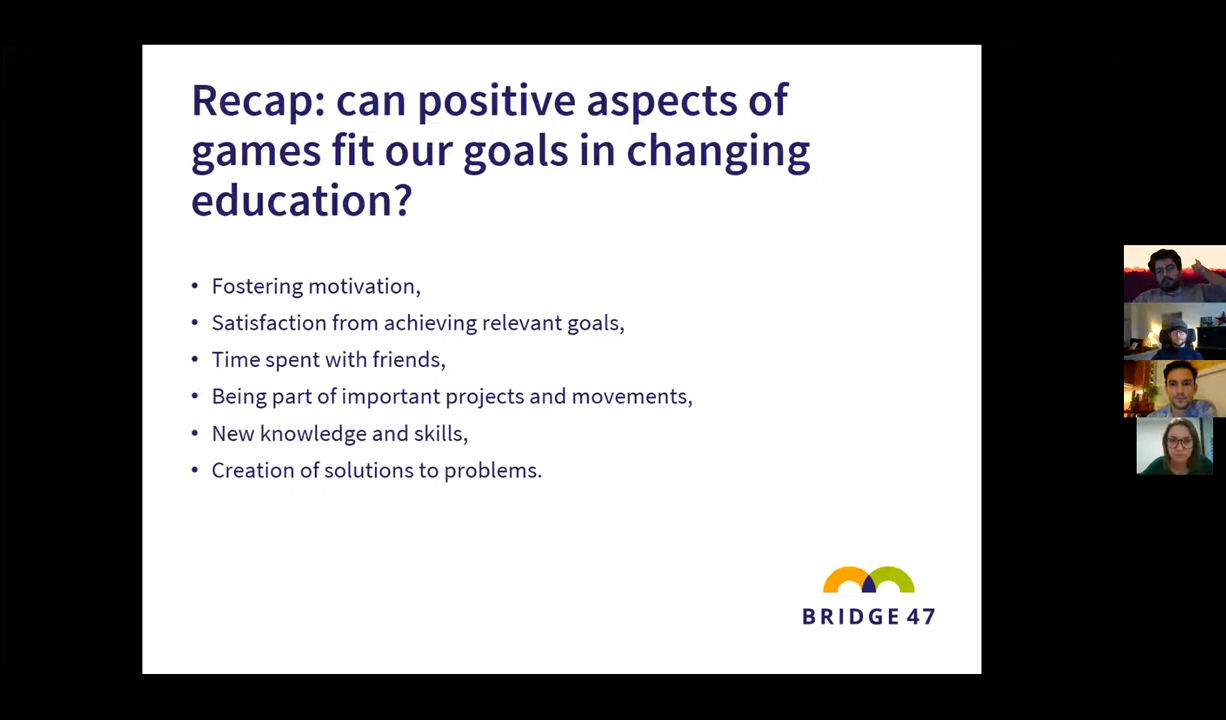 Recap: can positive aspects of
games fit our goals in changing
education?
• Fostering motivation,
• Satisfaction from achieving relevant goals,
• Time spent with friends,
• Being part of important projects and movements,
• New knowledge and skills,
• Creation of solutions to problems.
BRIDGE 47